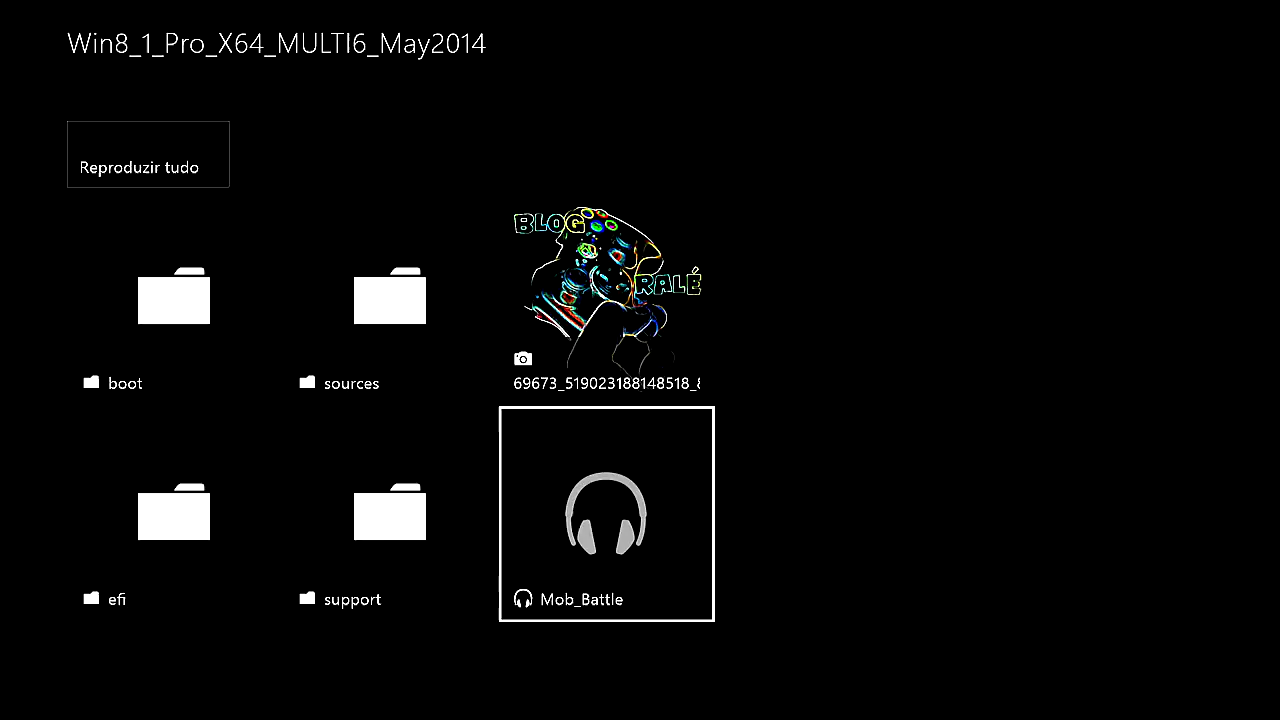 Win8_1_Pro_X64_MULTI6_May2014
Reproduzir tudo
BLOG
RALÉ
boot
sources
69673_519023188148518_
efi
support
Mob_Battle